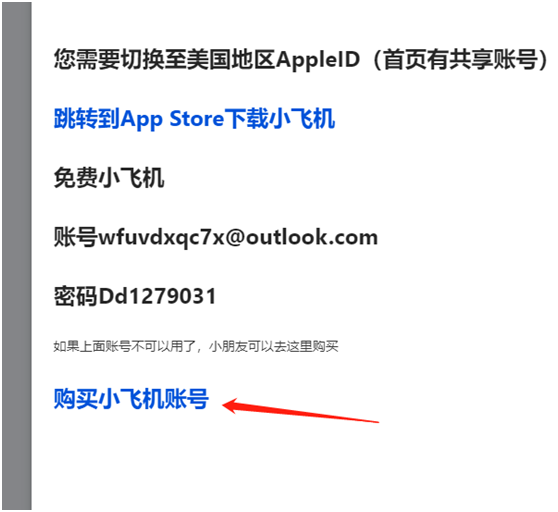 您需要切换至美国地区AppleID（首页有共享账号）
跳转到App Store下载小飞机
免费小飞机
账号wfuvdxqc7x@outlook.com
密码Dd1279031
如果上面账号不可以用了，小朋友可以去这里购买
购买小飞机账号